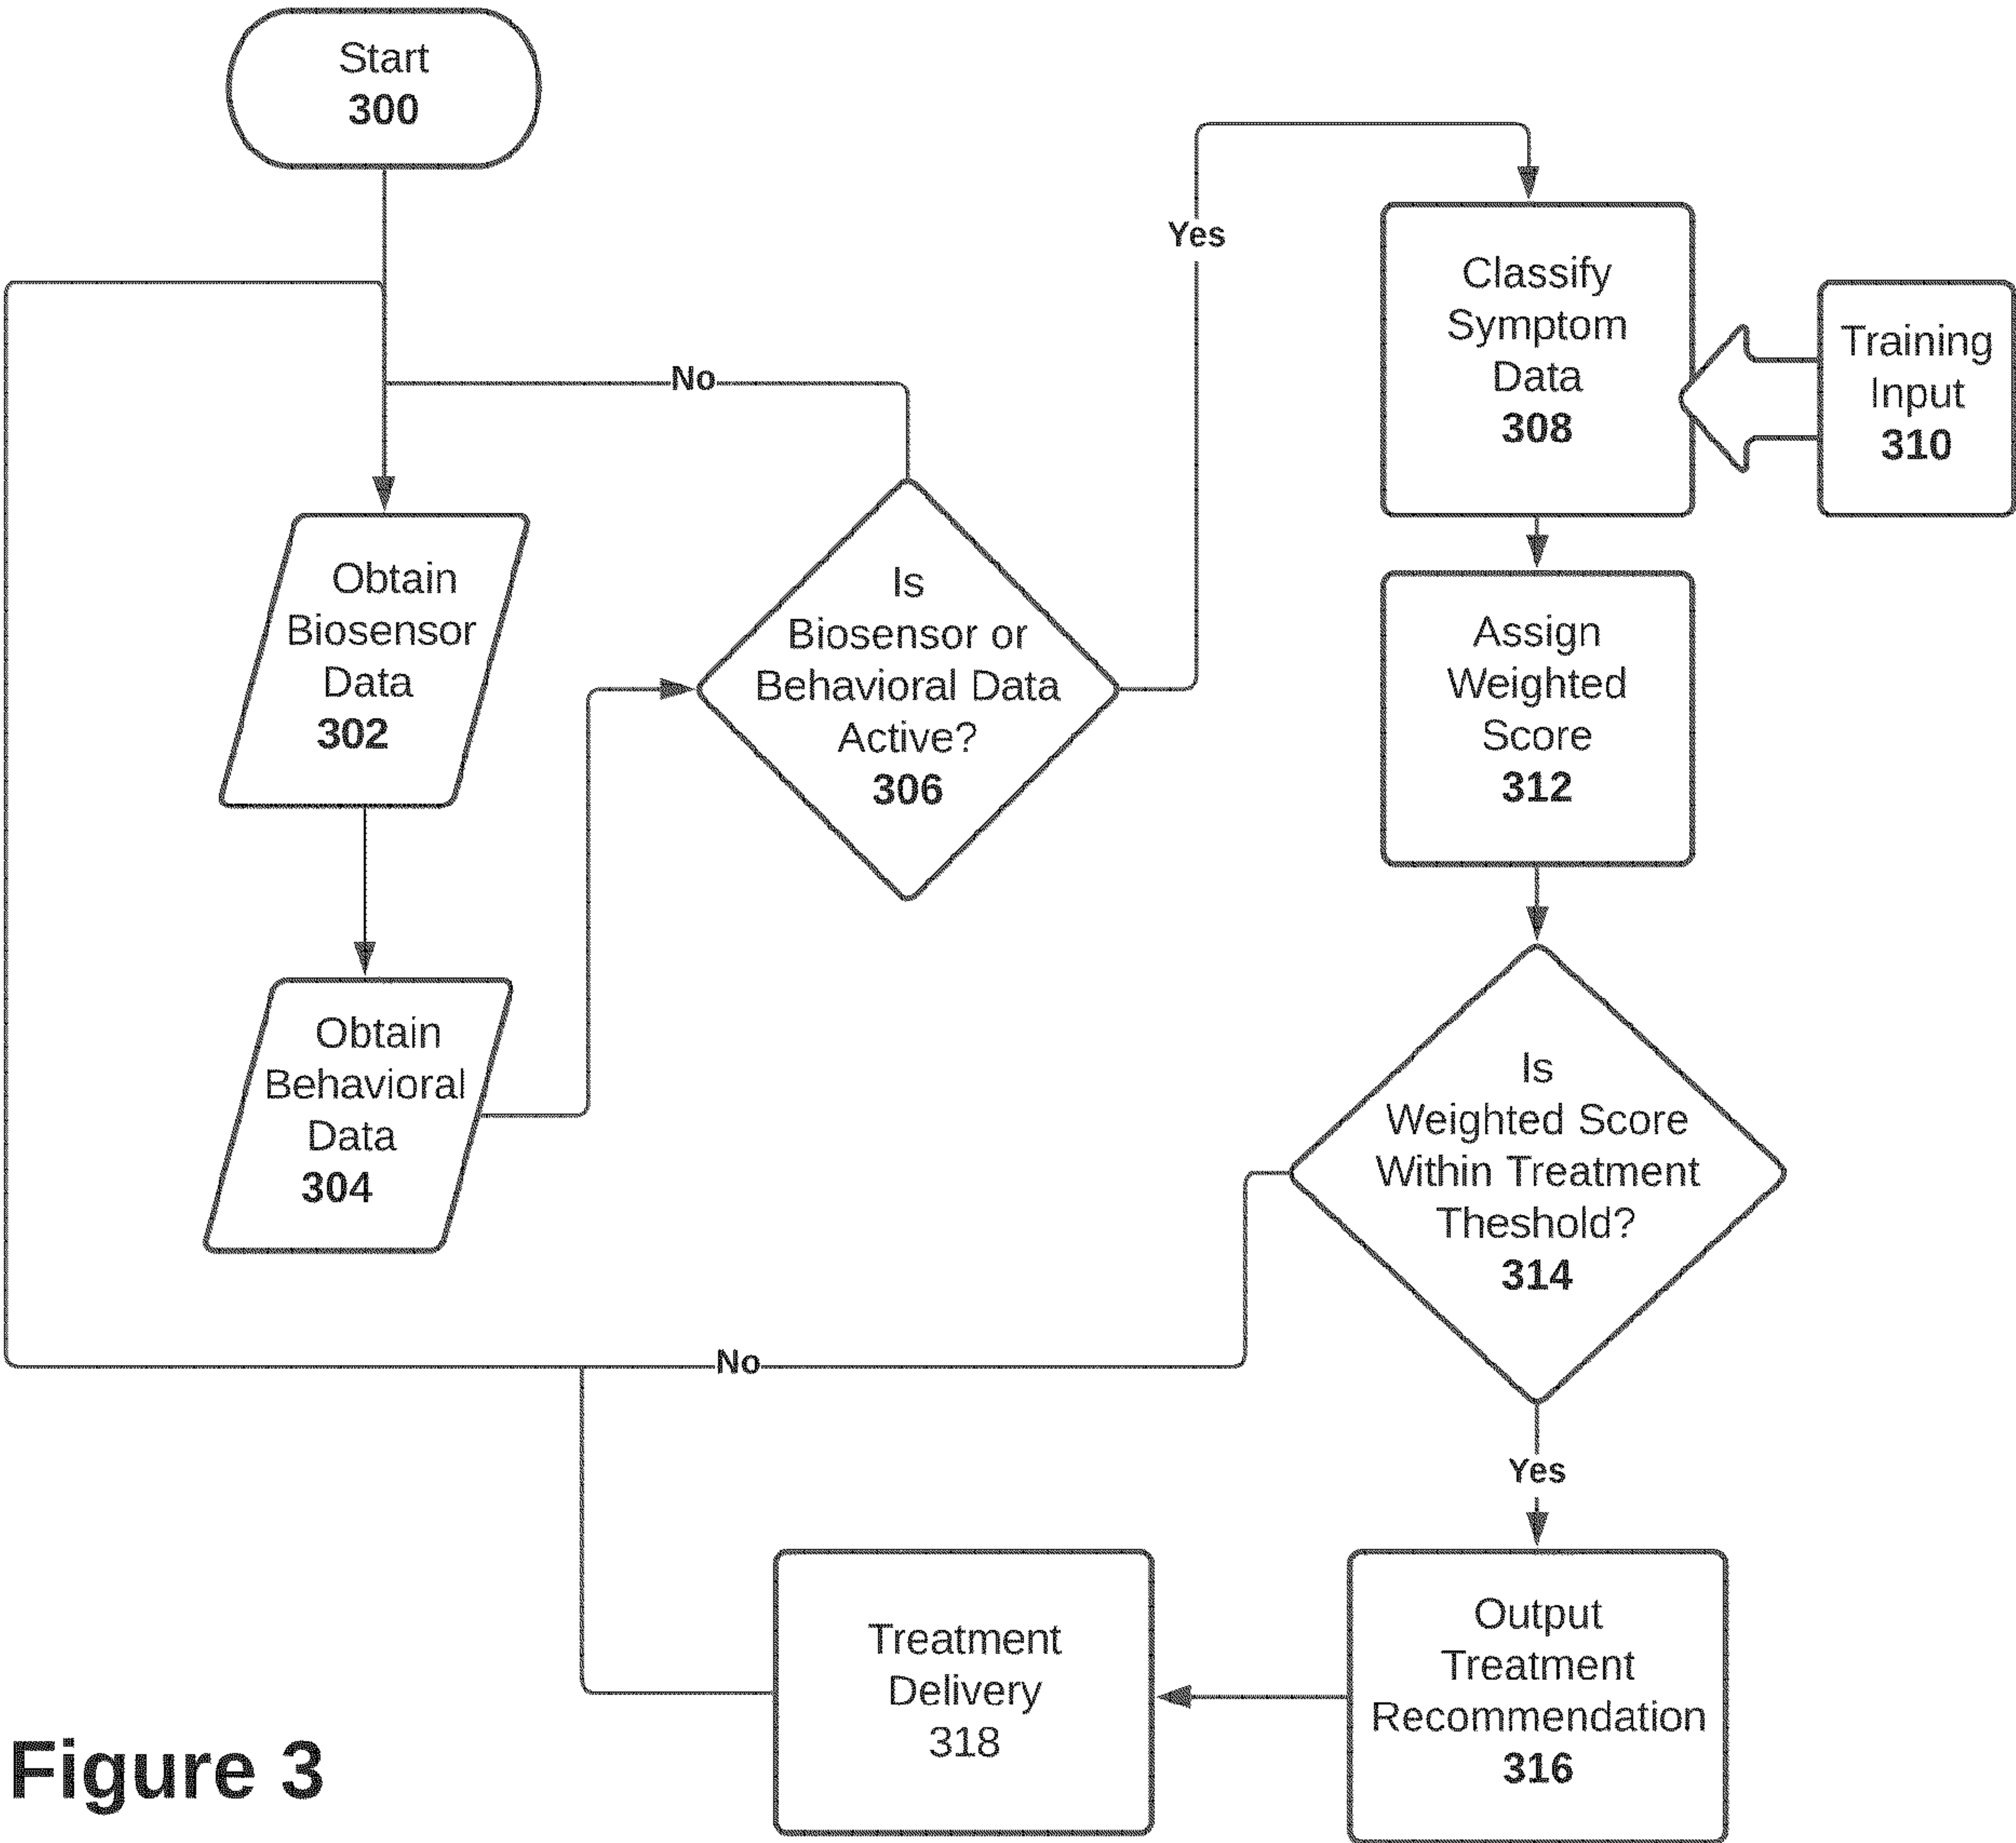 Start
300
No
Yes
Obtain
Biosensor
Data
302
Obtain
Behavioral
Data
304
Is
Biosensor or
Behavioral Data
Active?
306
Classify
Symptom
Data
308
Training
Input
310
Assign
Weighted
Score
312
Is
Weighted Score
Within Treatment
Theshold?
314
No
Yes
Output
Treatment
Recommendation
316
Treatment
Delivery
318
Figure 3